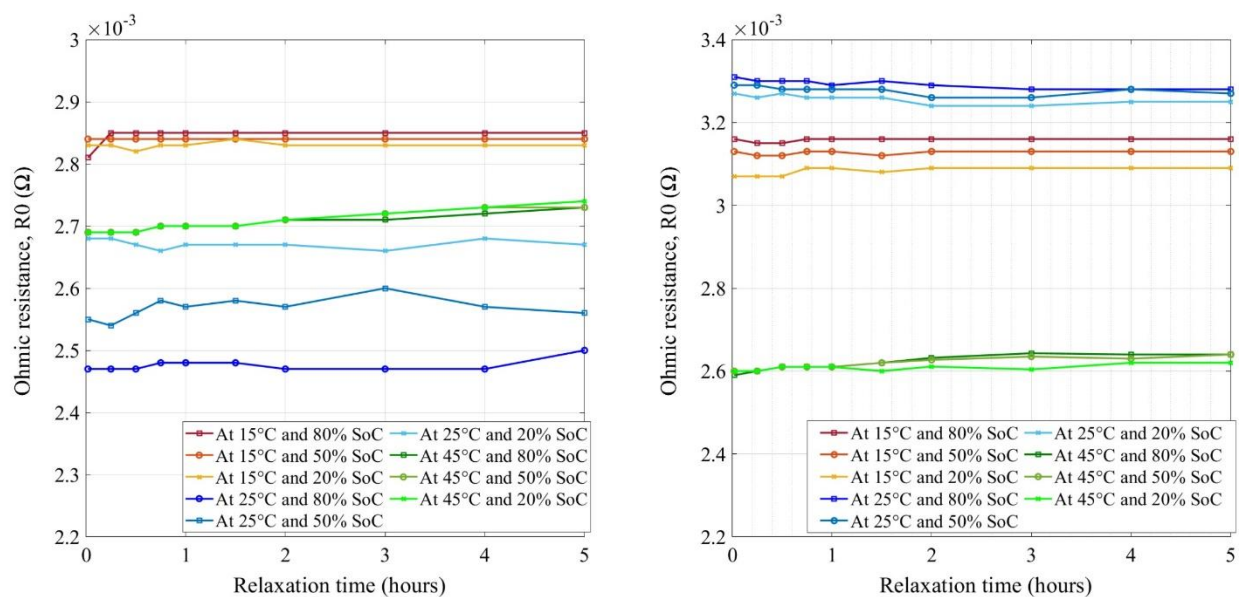 ×10⁻³
3
2.9
2.8
2.7
2.6
2.5
2.4
2.3
2.2
Ohmic resistance, R0 (Ω)
At 15°C and 80% SoC
At 15°C and 50% SoC
At 15°C and 20% SoC
At 25°C and 80% SoC
At 25°C and 50% SoC
At 25°C and 20% SoC
At 45°C and 80% SoC
At 45°C and 50% SoC
At 45°C and 20% SoC
0 1 2 3 4 5
Relaxation time (hours)
×10⁻³
3.4
3.2
3
2.8
2.6
2.4
2.2
Ohmic resistance, R0 (Ω)
At 15°C and 80% SoC
At 15°C and 50% SoC
At 15°C and 20% SoC
At 25°C and 80% SoC
At 25°C and 50% SoC
At 25°C and 20% SoC
At 45°C and 80% SoC
At 45°C and 50% SoC
At 45°C and 20% SoC
0 1 2 3 4 5
Relaxation time (hours)